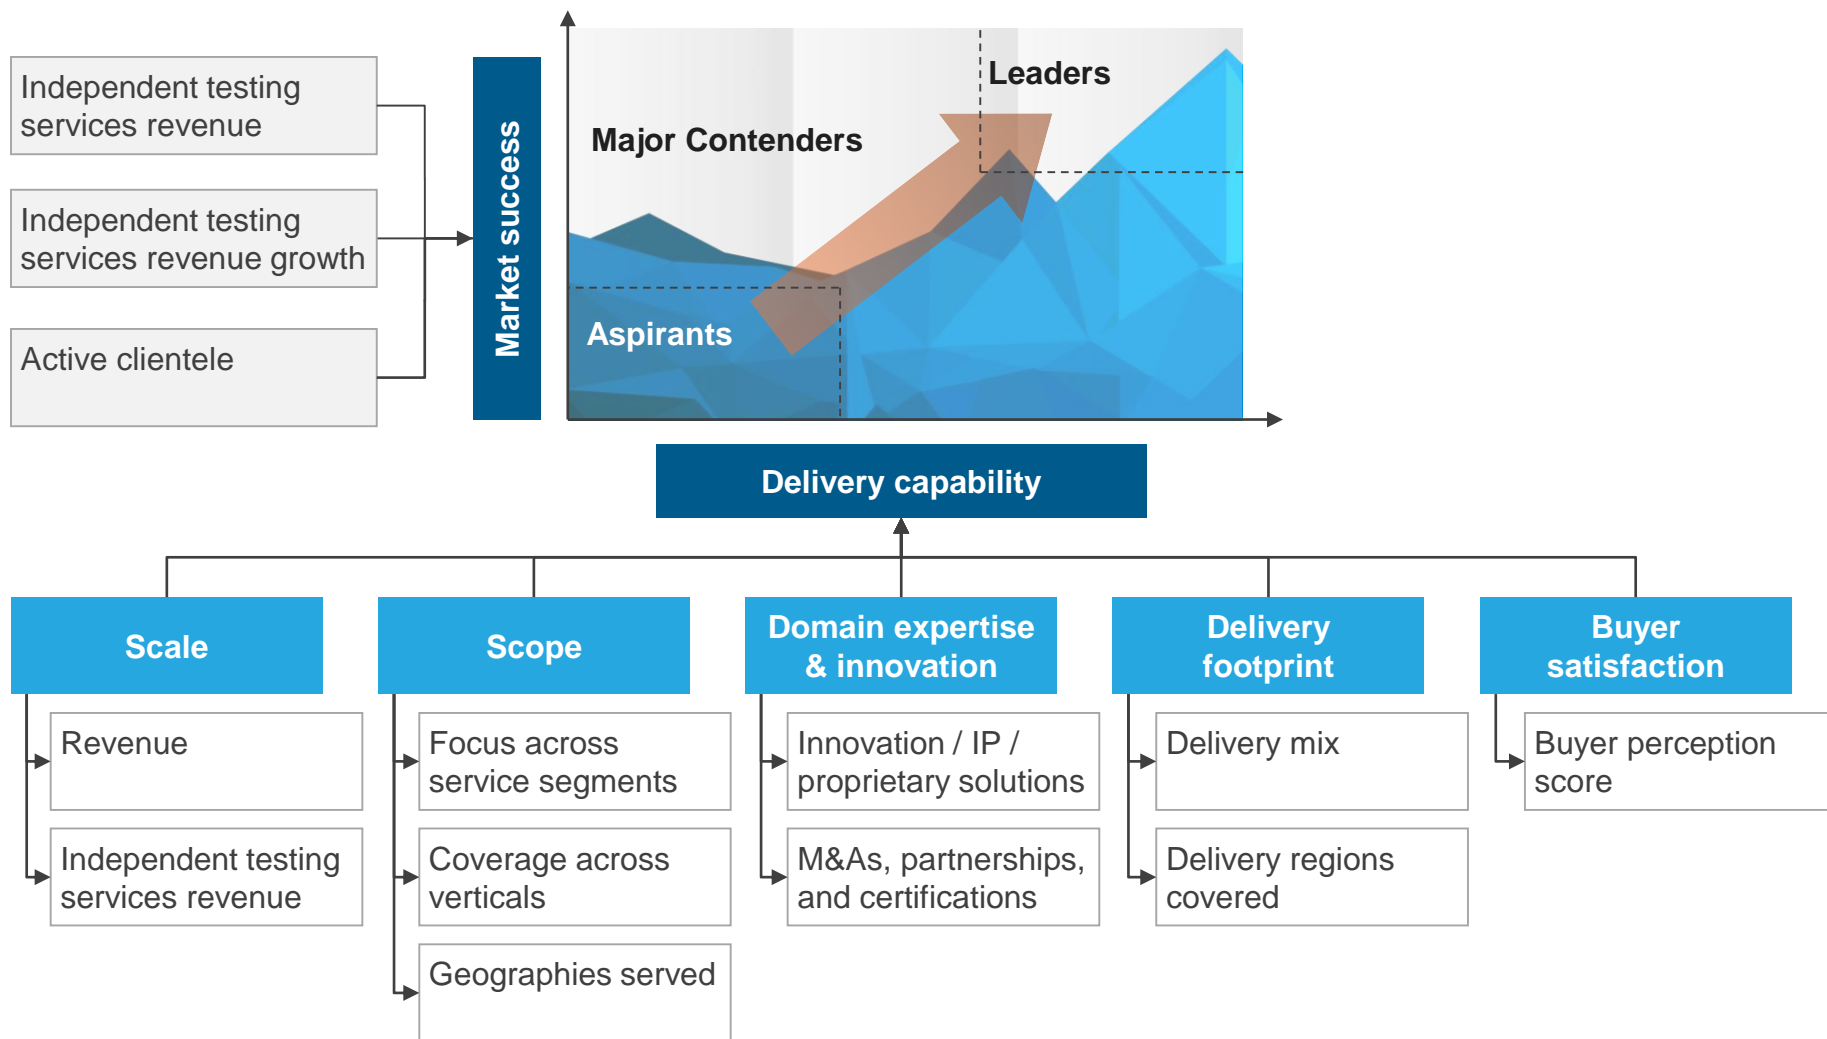 Independent testing
services revenue
Independent testing
services revenue growth
Active clientele
Market success
Leaders
Major Contenders
Aspirants
Delivery capability
Scale
Revenue
Independent testing
services revenue
Scope
Focus across
service segments
Coverage across
verticals
Geographies served
Domain expertise
& innovation
Innovation / IP /
proprietary solutions
M&As, partnerships,
and certifications
Delivery
footprint
Delivery mix
Delivery regions
covered
Buyer
satisfaction
Buyer perception
score